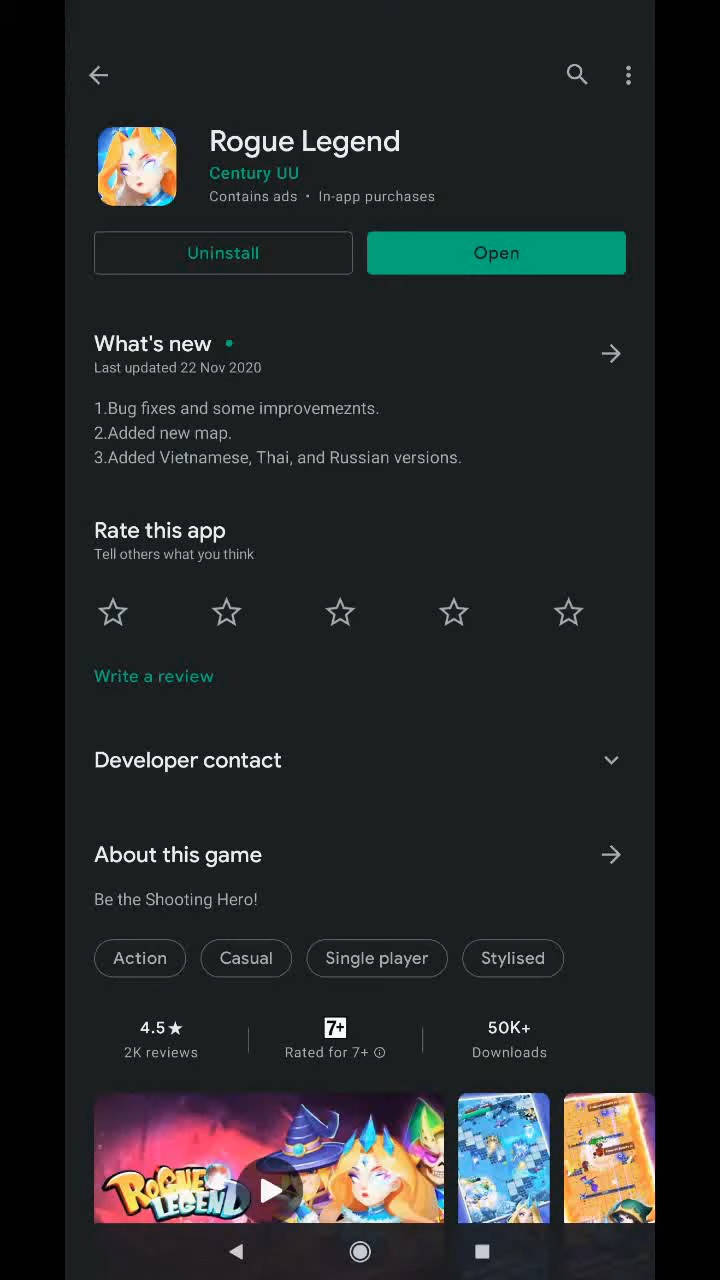 Rogue Legend
Century UU
Contains ads • In-app purchases
Uninstall
Open
What's new
Last updated 22 Nov 2020
1.Bug fixes and some improvemeznts.
2.Added new map.
3.Added Vietnamese, Thai, and Russian versions.
Rate this app
Tell others what you think
Write a review
Developer contact
About this game
Be the Shooting Hero!
Action
Casual
Single player
Stylised
4.5★
7+
50K+
2K reviews
Rated for 7+
Downloads
ROGUE
LEGEND